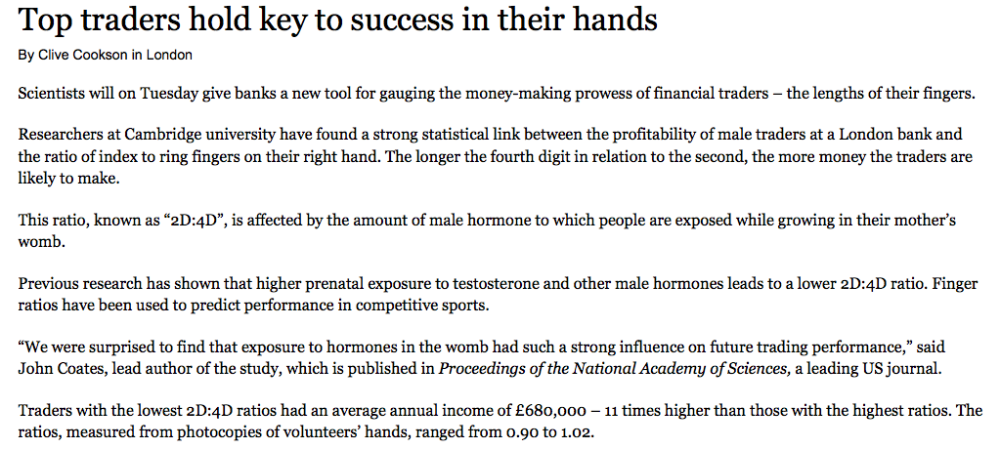 Top traders hold key to success in their hands
By Clive Cookson in London
Scientists will on Tuesday give banks a new tool for gauging the money-making prowess of financial traders – the lengths of their fingers.
Researchers at Cambridge university have found a strong statistical link between the profitability of male traders at a London bank and
the ratio of index to ring fingers on their right hand. The longer the fourth digit in relation to the second, the more money the traders are
likely to make.
This ratio, known as “2D:4D”, is affected by the amount of male hormone to which people are exposed while growing in their mother’s
womb.
Previous research has shown that higher prenatal exposure to testosterone and other male hormones leads to a lower 2D:4D ratio. Finger
ratios have been used to predict performance in competitive sports.
“We were surprised to find that exposure to hormones in the womb had such a strong influence on future trading performance,” said
John Coates, lead author of the study, which is published in Proceedings of the National Academy of Sciences, a leading US journal.
Traders with the lowest 2D:4D ratios had an average annual income of £680,000 – 11 times higher than those with the highest ratios. The
ratios, measured from photocopies of volunteers’ hands, ranged from 0.90 to 1.02.